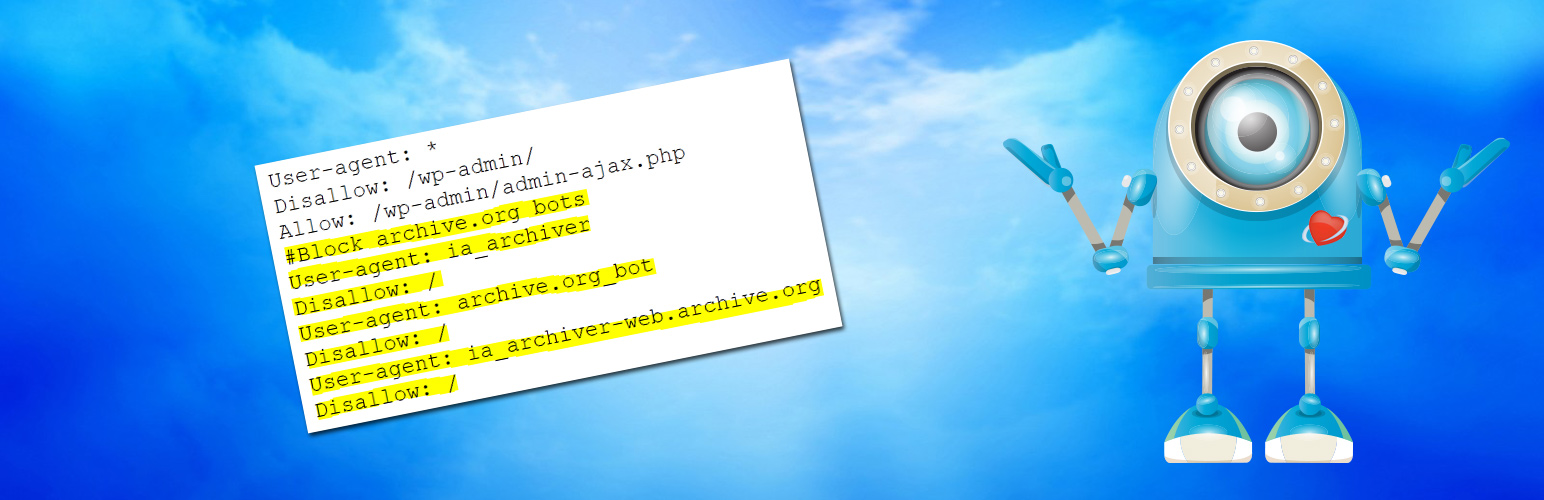 User-agent: *
Disallow: /wp-admin/
Allow: /wp-admin/admin-ajax.php
#Block archive.org bots
User-agent: ia_archiver
Disallow: /
User-agent: archive.org_bot
Disallow: /
User-agent: ia_archiver-web.archive.org
Disallow: /